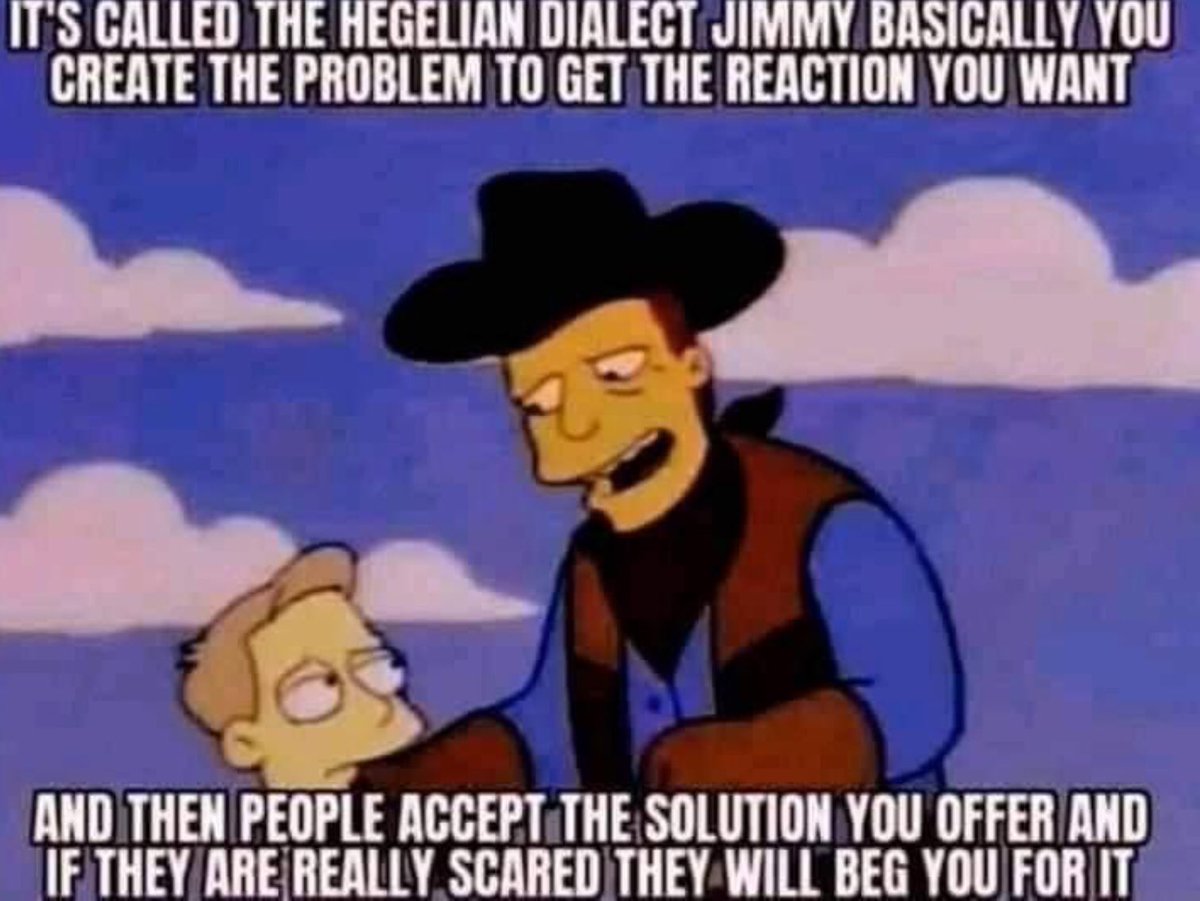 IT'S CALLED THE HEGELIAN DIALECT JIMMY BASICALLY YOU
CREATE THE PROBLEM TO GET THE REACTION YOU WANT
AND THEN PEOPLE ACCEPT THE SOLUTION YOU OFFER AND
IF THEY ARE REALLY SCARED THEY WILL BEG YOU FOR IT